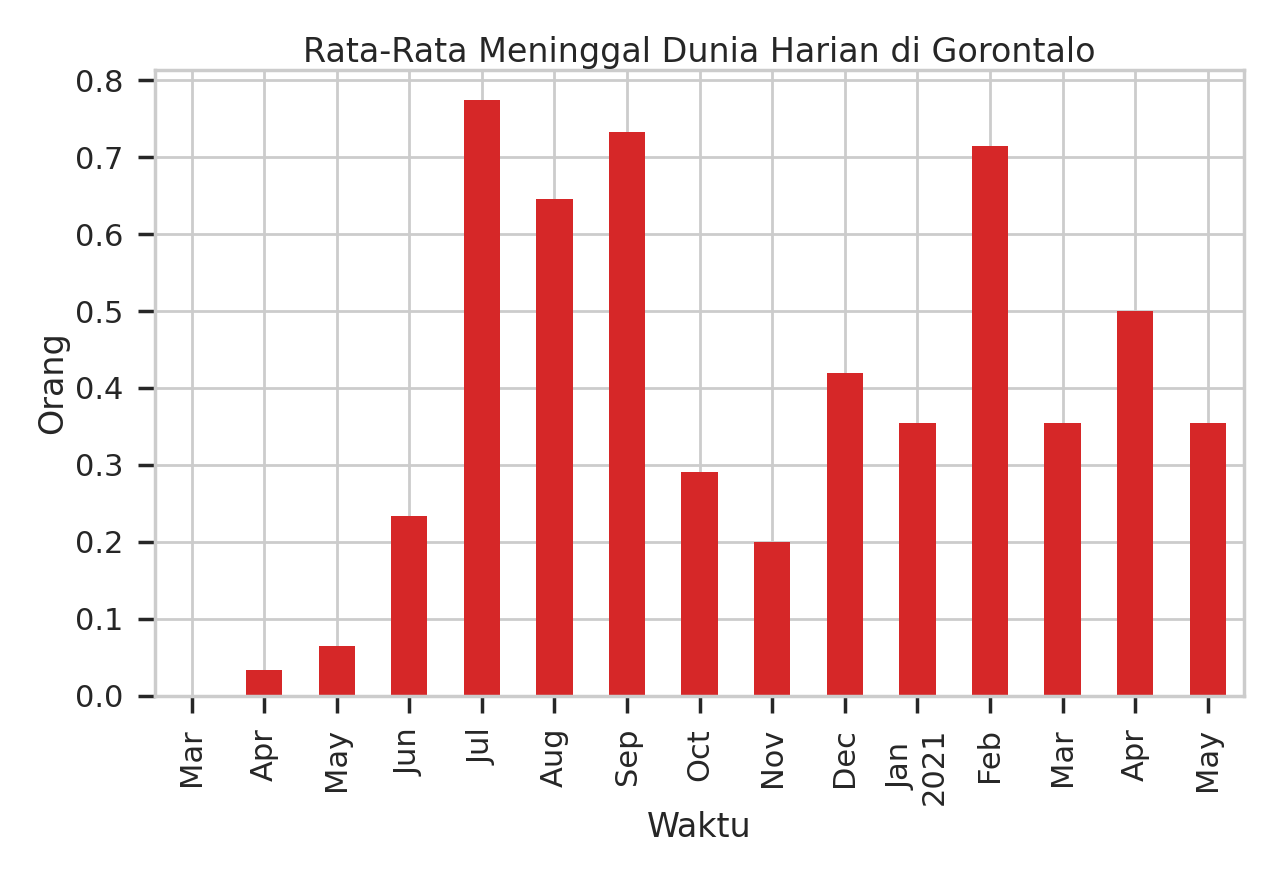 Rata-Rata Meninggal Dunia Harian di Gorontalo
0.8
0.7
0.6
0.5
0.4
0.3
0.2
0.1
0.0
Orang
Mar
Apr
May
Jun
Jul
Aug
Sep
Oct
Nov
Dec
Jan
2021
Feb
Mar
Apr
May
Waktu